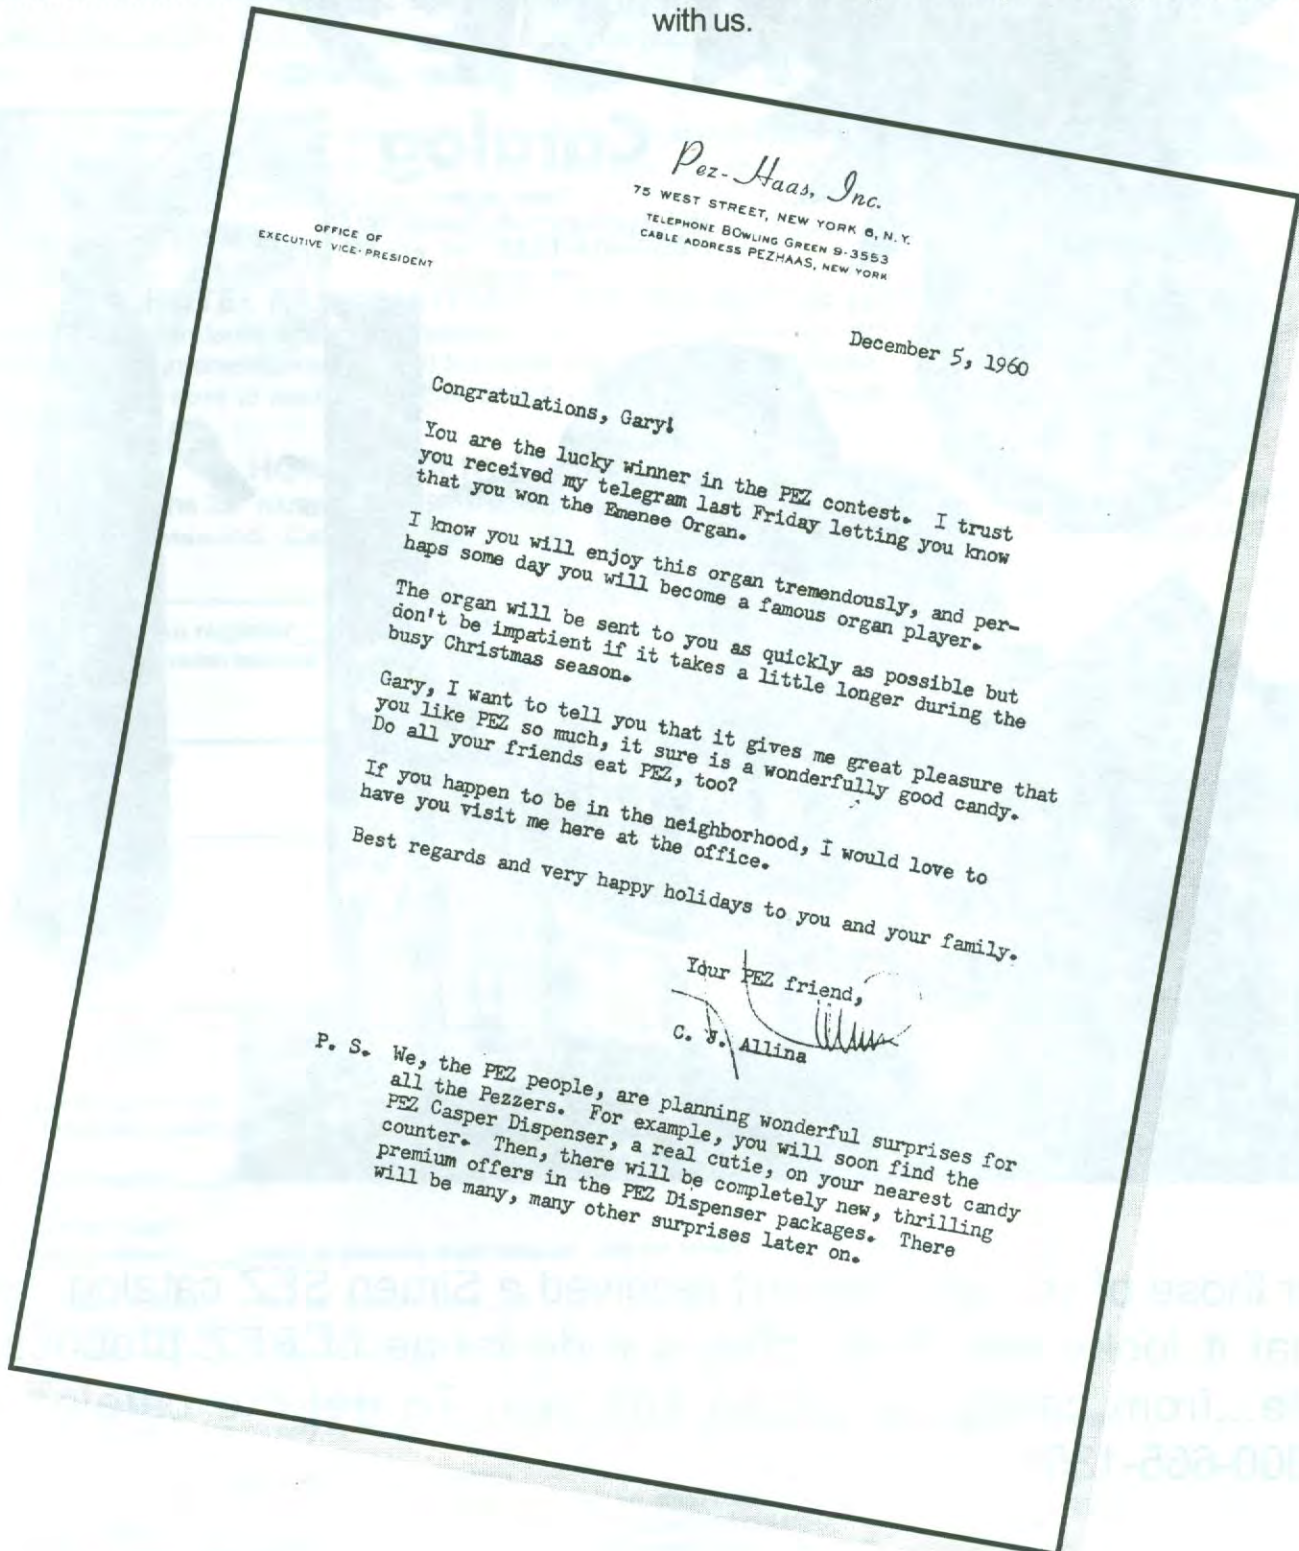 with us.
Pez-Haas, Inc.
75 WEST STREET, NEW YORK 6, N.Y.
TELEPHONE BOWLING GREEN 9-3553
CABLE ADDRESS PEZHAAS, NEW YORK
OFFICE OF
EXECUTIVE VICE-PRESIDENT
December 5, 1960
Congratulations, Gary!
You are the lucky winner in the PEZ contest. I trust
you received my telegram last Friday letting you know
that you won the Emenee Organ.
I know you will enjoy this organ tremendously, and per-
haps some day you will become a famous organ player.
The organ will be sent to you as quickly as possible but
don't be impatient if it takes a little longer during the
busy Christmas season.
Gary, I want to tell you that it gives me great pleasure that
you like PEZ so much, it sure is a wonderfully good candy.
Do all your friends eat PEZ, too?
If you happen to be in the neighborhood, I would love to
have you visit me here at the office.
Best regards and very happy holidays to you and your family.
Your PEZ friend,
C. Allina
P. S. We, the PEZ people, are planning wonderful surprises for
all the Pezzers. For example, you will soon find the
PEZ Casper Dispenser, a real cutie, on your nearest candy
counter. Then, there will be completely new, thrilling
premium offers in the PEZ Dispenser packages. There
will be many, many other surprises later on.